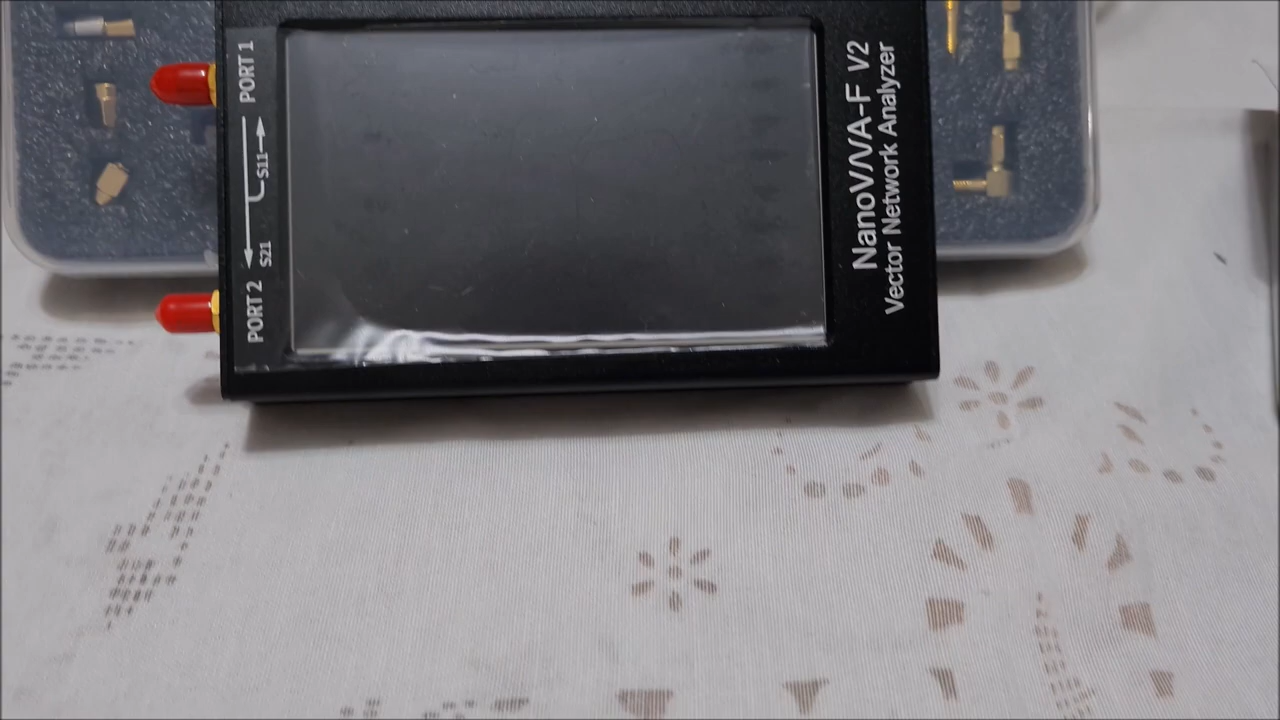 PORT 1
S11
S21
PORT 2
NanoVNA-F V2
Vector Network Analyzer